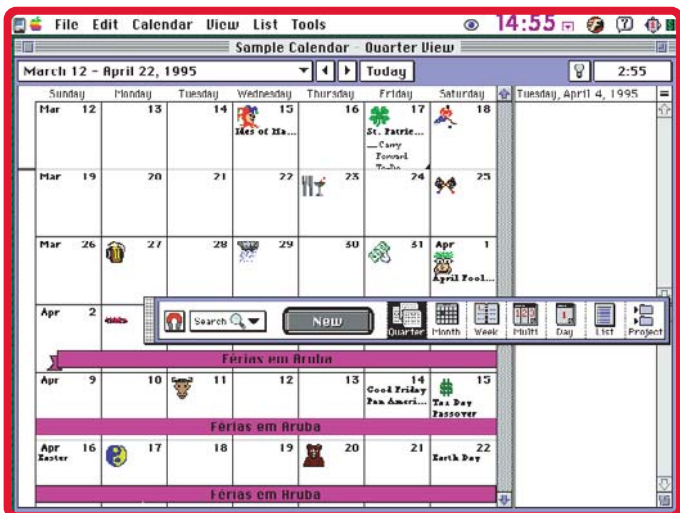 File Edit Calendar View List Tools 14:55
Sample Calendar - Quarter View
March 12 - April 22, 1995 Today 2:55
Sunday Monday Tuesday Wednesday Thursday Friday Saturday Tuesday, April 4, 1995
Mar 12 13 14 15 16 17 18
Ides of Ma... St. Patric...
Carry
Forward
To-Do
Mar 19 20 21 22 23 24 25
Mar 26 27 28 29 30 31 Apr 1
April Fool...
Apr 2
Search New Quarter Month Week Multi Day List Project
Férias em Aruba
Apr 9 10 11 12 13 14 15
Good Friday Tax Day
Pan Ameri... Passover
Férias em Aruba
Apr 16 17 18 19 20 21 22
Easter Earth Day
Férias em Aruba